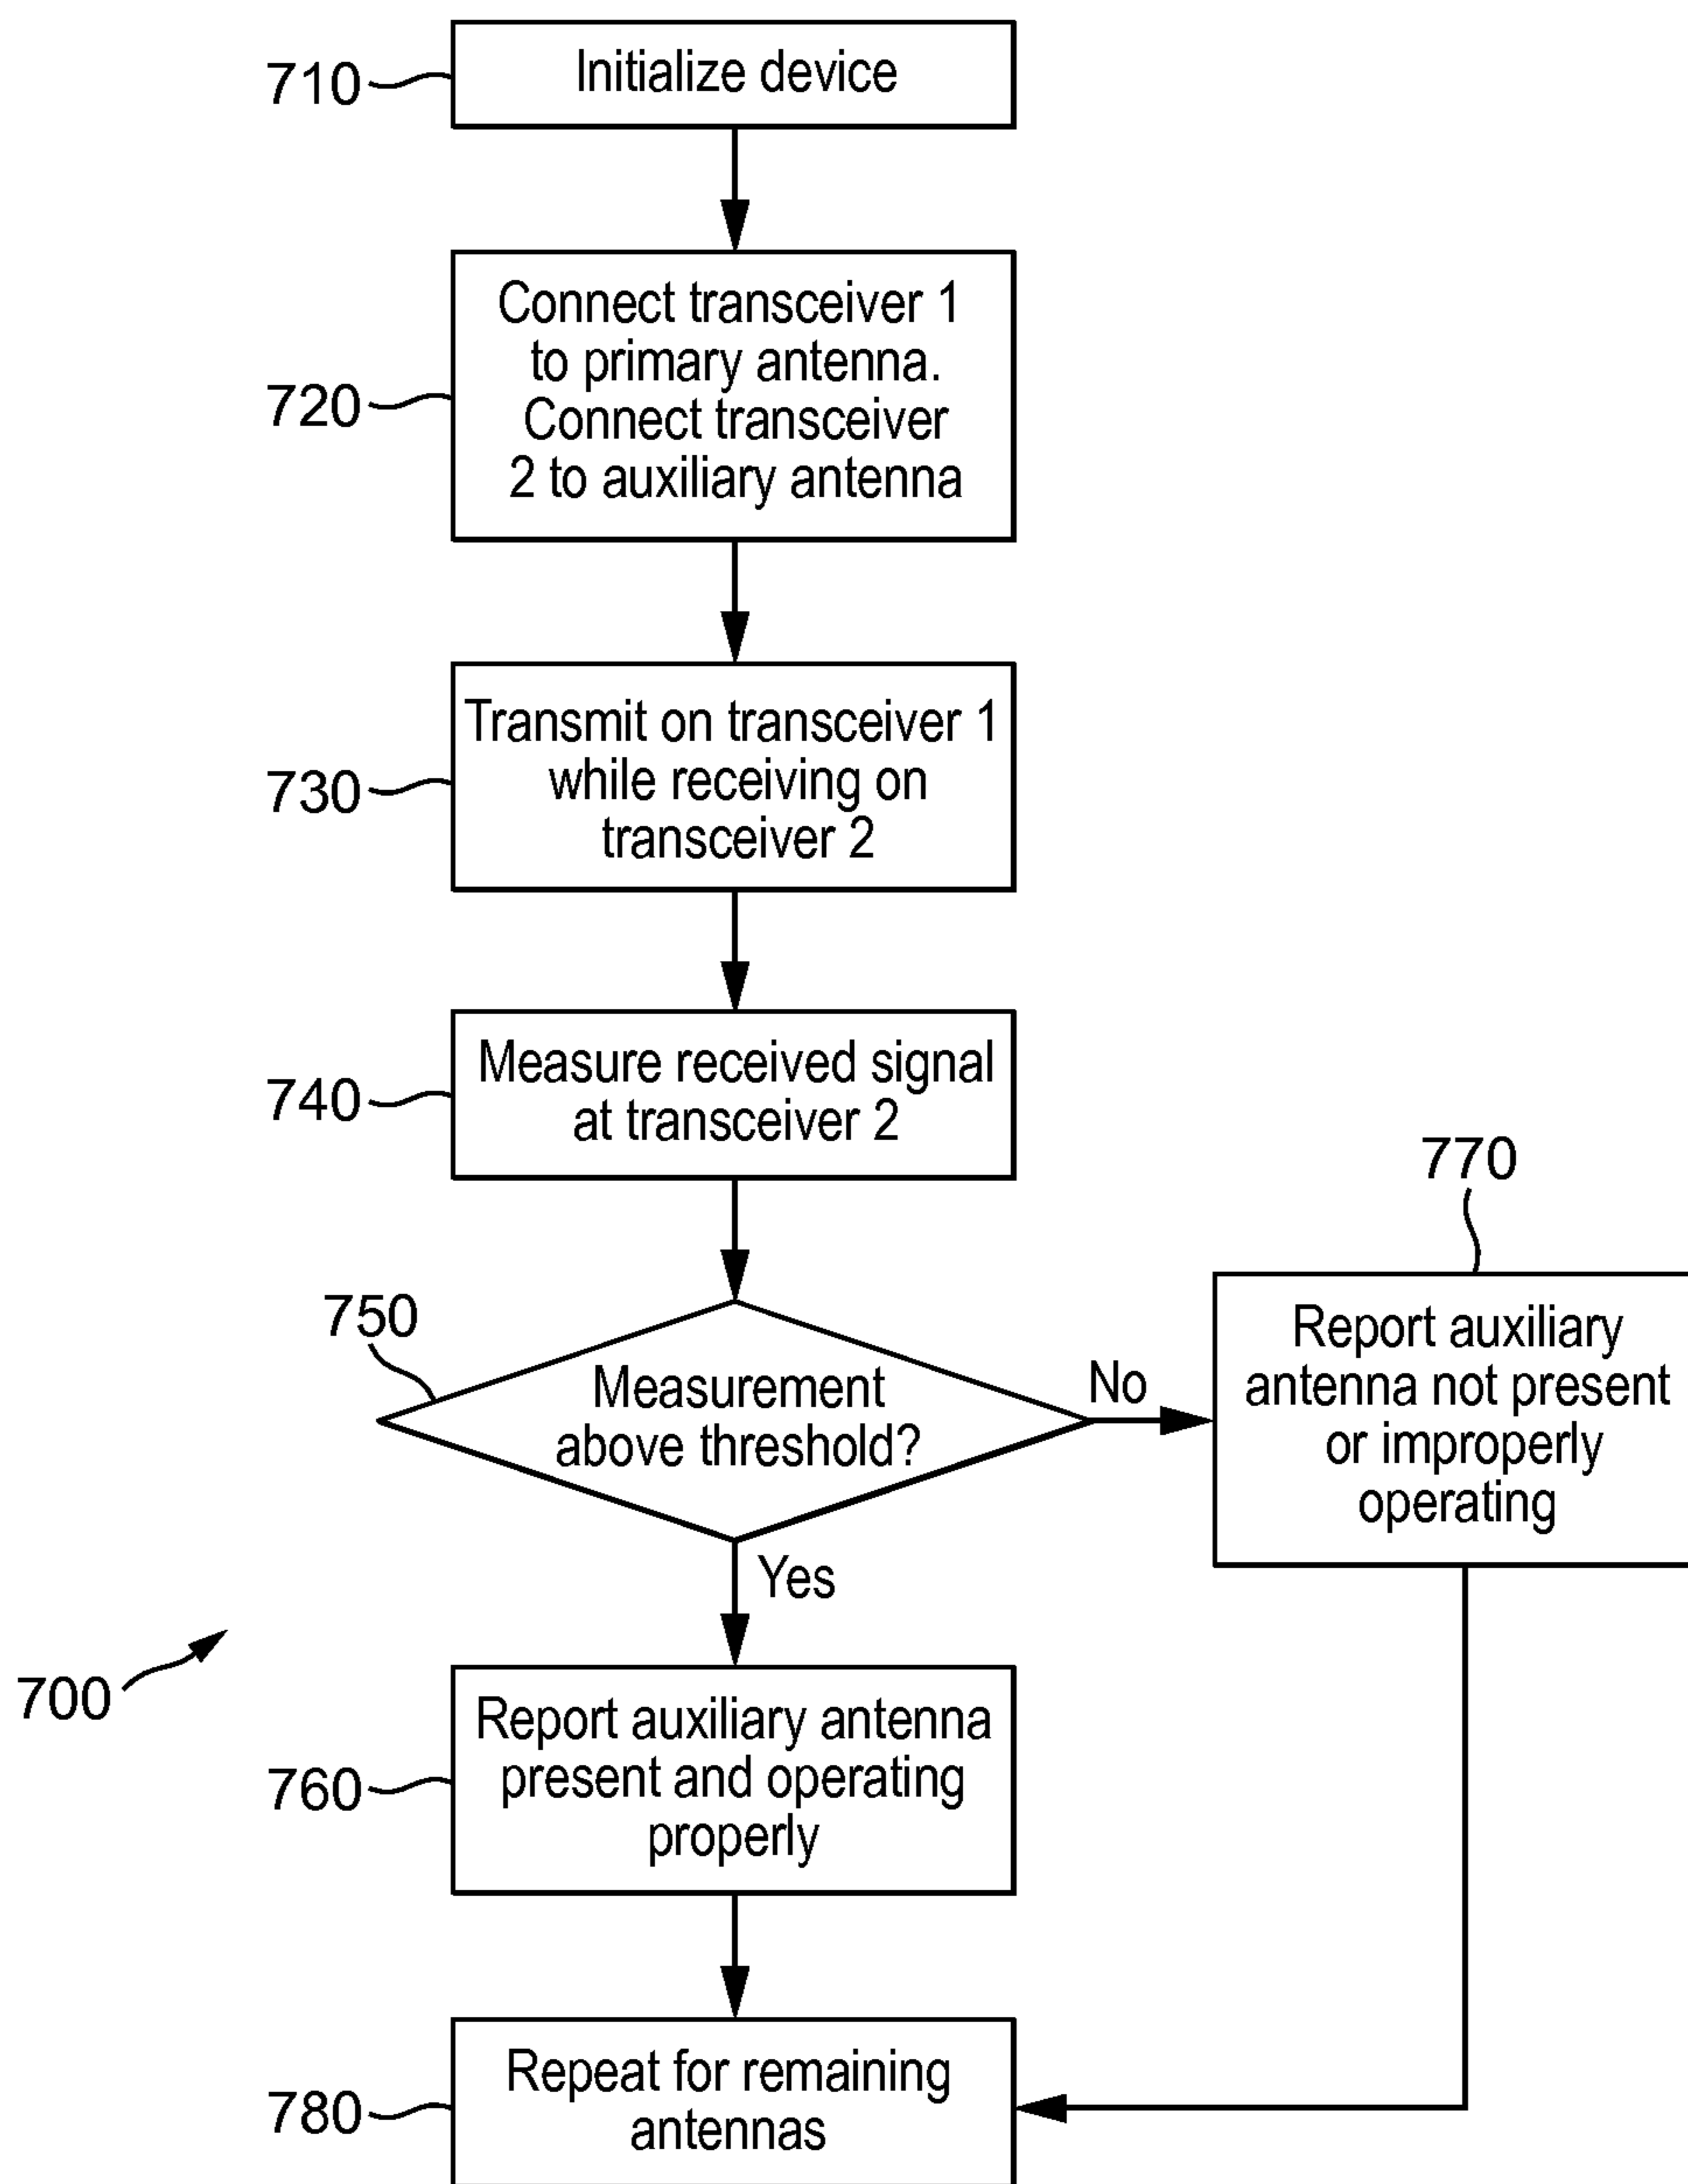 710
Initialize device
720
Connect transceiver 1
to primary antenna.
Connect transceiver
2 to auxiliary antenna
730
Transmit on transceiver 1
while receiving on
transceiver 2
740
Measure received signal
at transceiver 2
750
Measurement
above threshold?
No
770
Report auxiliary
antenna not present
or improperly
operating
Yes
700
760
Report auxiliary antenna
present and operating
properly
780
Repeat for remaining
antennas